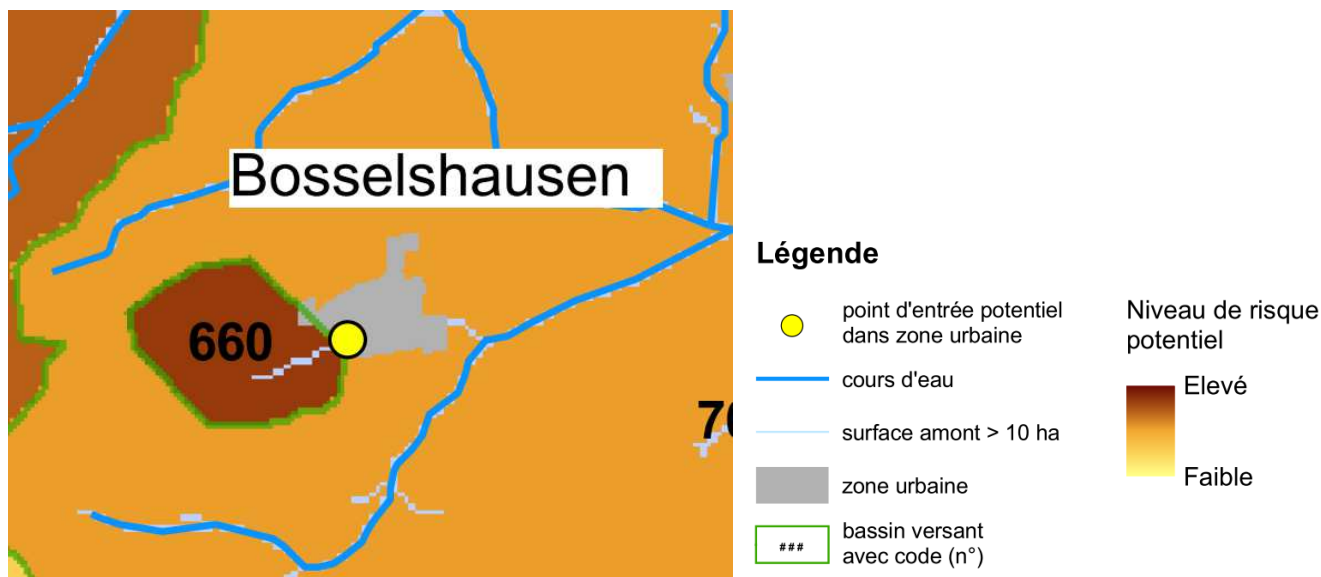 Bosselshausen
660
Légende
point d'entrée potentiel
dans zone urbaine
cours d'eau
surface amont > 10 ha
zone urbaine
###
bassin versant
avec code (n°)
Niveau de risque
potentiel
Elevé
Faible